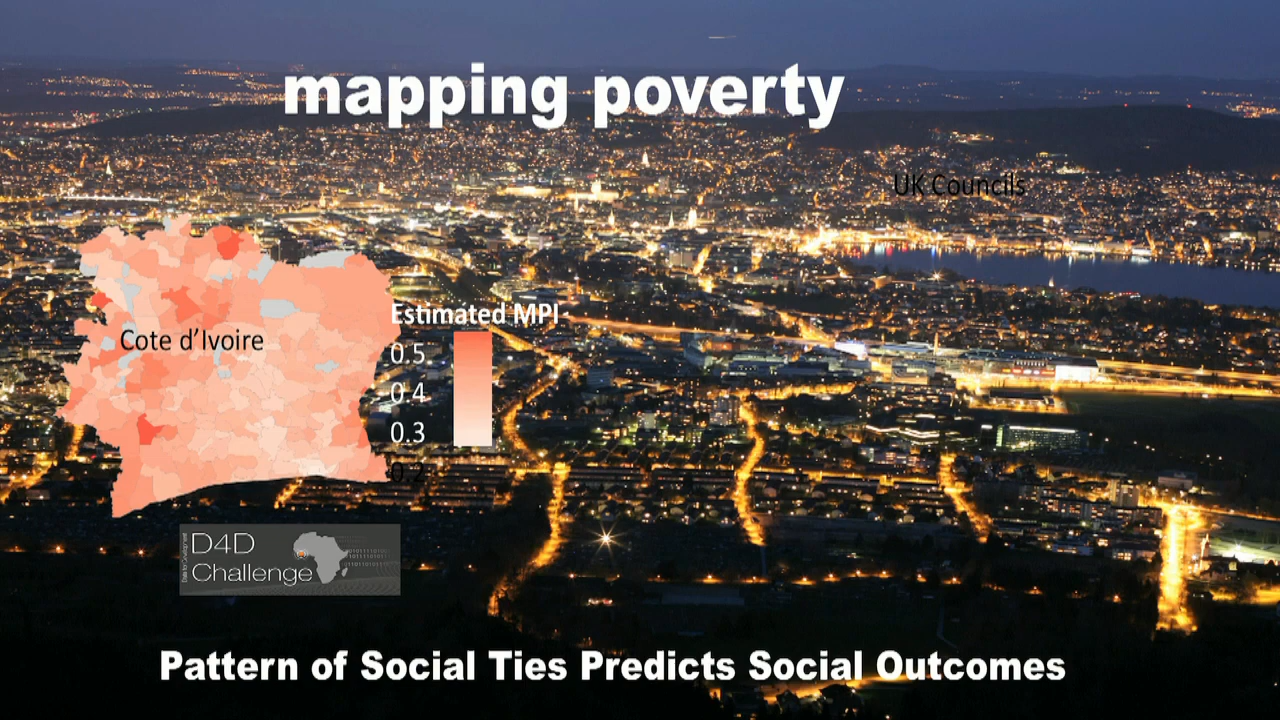 mapping poverty
UK Councils
Cote d'Ivoire
Estimated MPI
0.5
0.4
0.3
0.2
D4D
Challenge
Pattern of Social Ties Predicts Social Outcomes